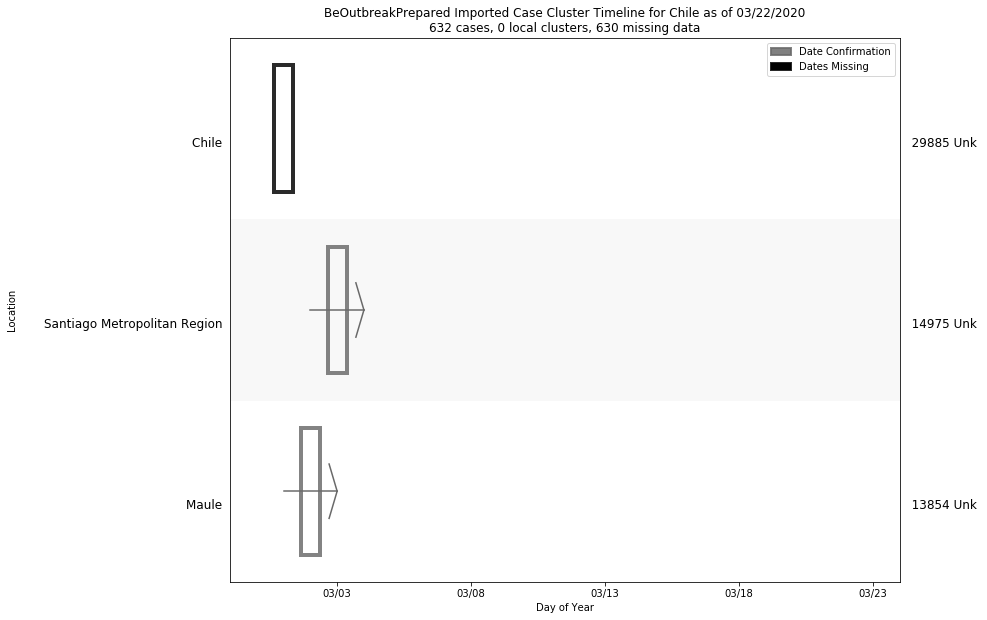 BeOutbreakPrepared Imported Case Cluster Timeline for Chile as of 03/22/2020
632 cases, 0 local clusters, 630 missing data
Date Confirmation
Dates Missing
Chile
29885 Unk
Santiago Metropolitan Region
14975 Unk
Maule
13854 Unk
Location
03/03
03/08
03/13
03/18
03/23
Day of Year